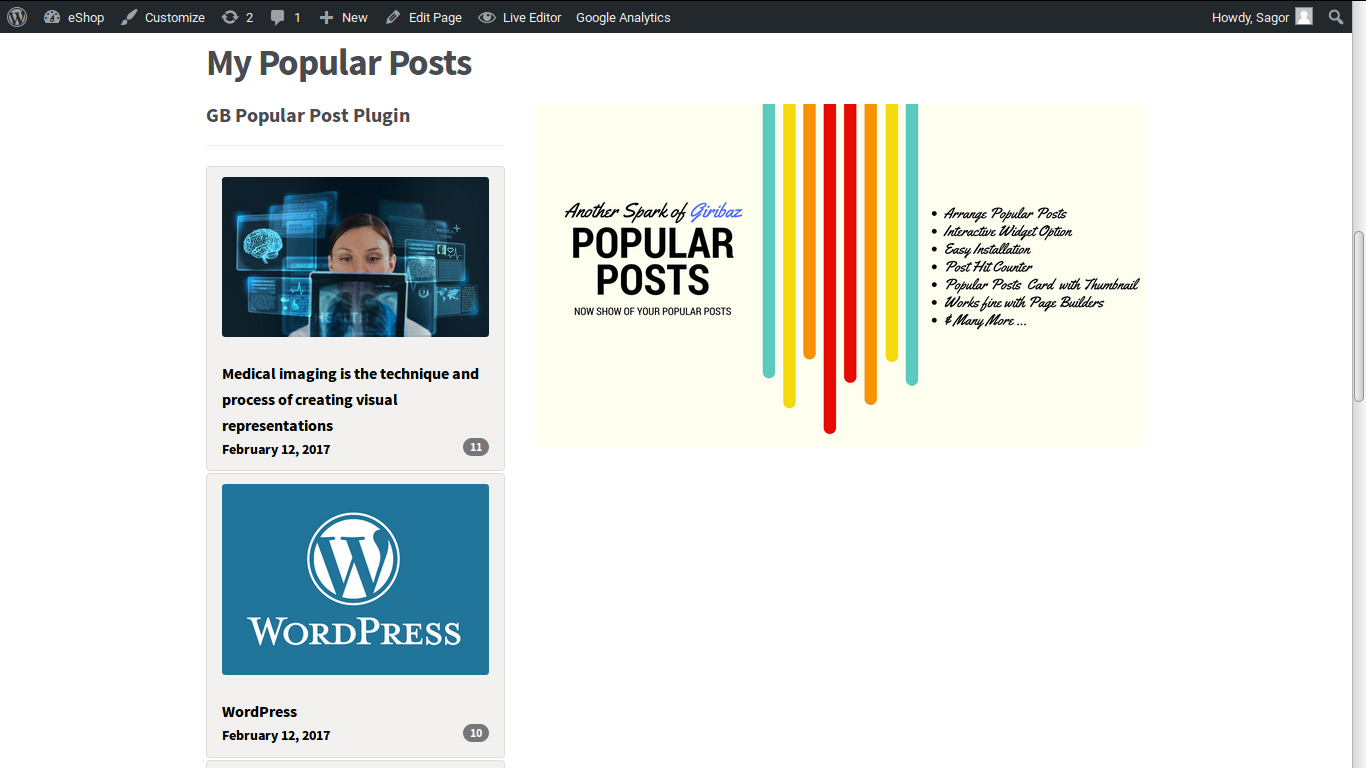 eShop Customize 2 1 New Edit Page Live Editor Google Analytics Howdy, Sagor
My Popular Posts
GB Popular Post Plugin
HEALTH
Medical imaging is the technique and
process of creating visual
representations
February 12, 2017 11
WORDPRESS
WordPress
February 12, 2017 10
Another Spark of Giribaz
POPULAR
POSTS
NOW SHOW OF YOUR POPULAR POSTS
• Arrange Popular Posts
• Interactive Widget Option
• Easy Installation
• Post Hit Counter
• Popular Posts Card with Thumbnail
• Works fine with Page Builders
• & Many More ...